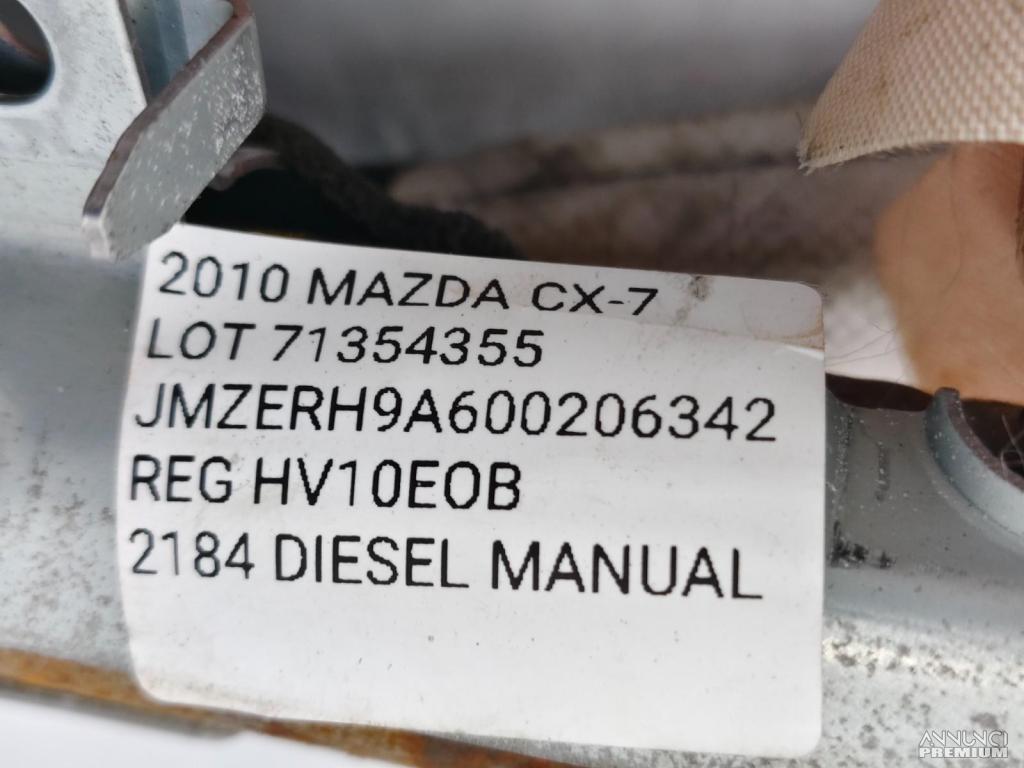 2010 MAZDA CX-7
LOT 71354355
JMZERH9A600206342
REG HV10EOB
2184 DIESEL MANUAL
ANNUNCI
PREMIUM